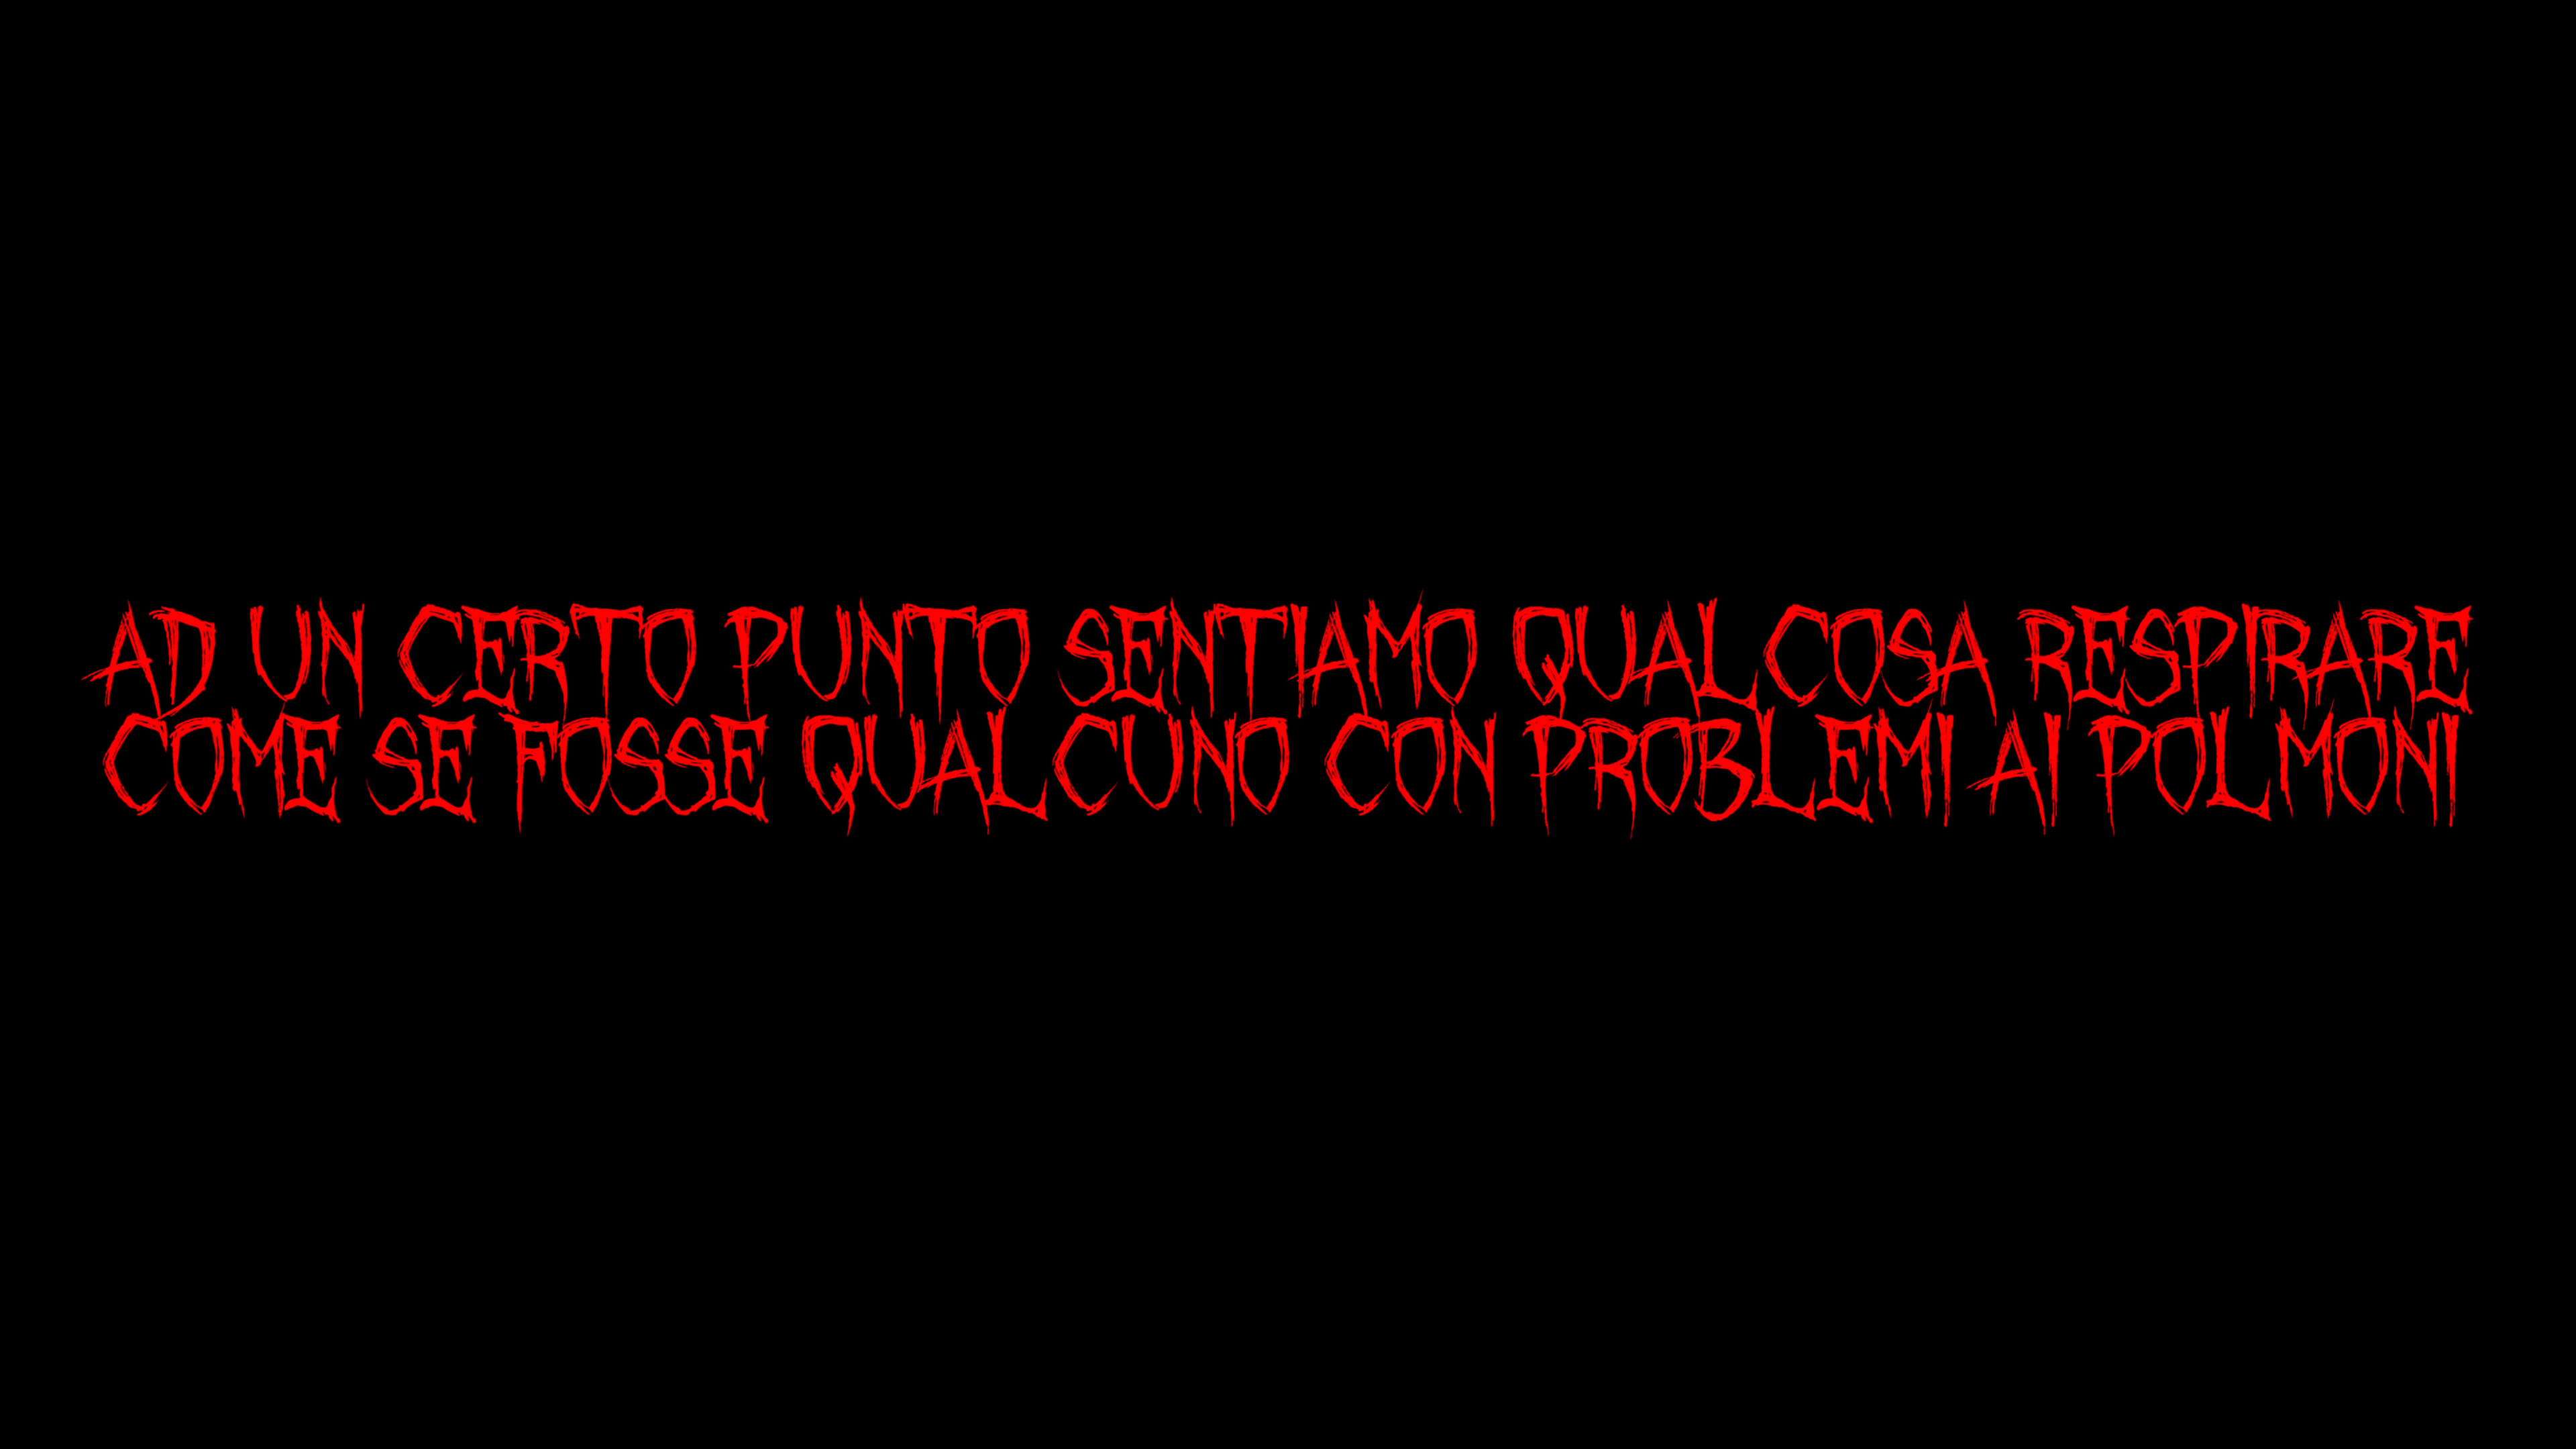 AD UN CERTO PUNTO SENTIAMO QUALCOSA RESPIRARE
COME SE FOSSE QUALCUNO CON PROBLEMI AI POLMONI